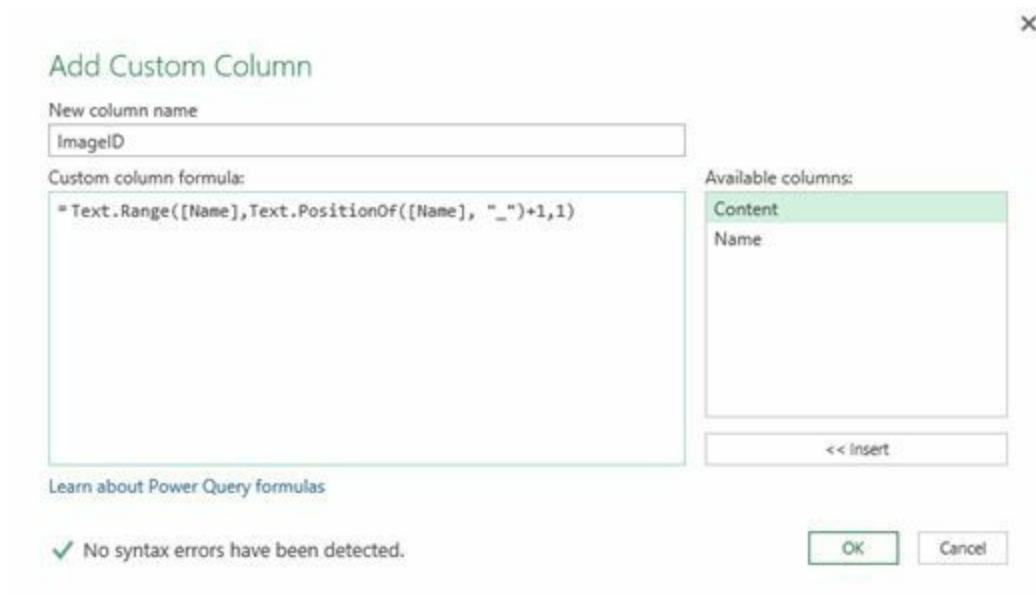 Add Custom Column
New column name
ImageID
Custom column formula:
Available columns:
= Text.Range([Name],Text.PositionOf([Name], "_")+1,1)
Content
Name
<< Insert
Learn about Power Query formulas
No syntax errors have been detected.
OK
Cancel